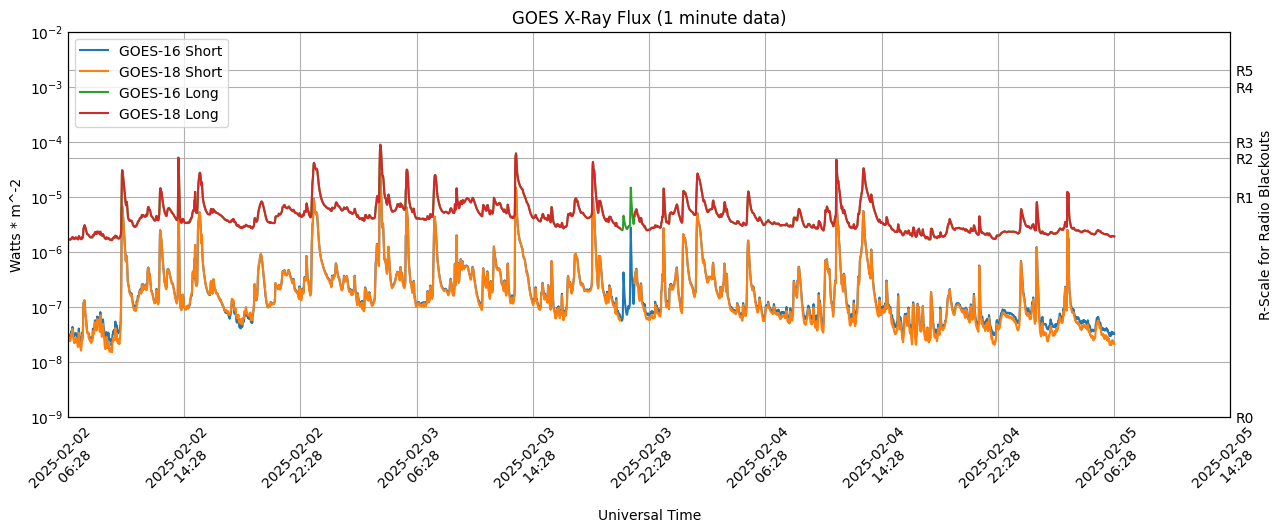 GOES X-Ray Flux (1 minute data)
GOES-16 Short
GOES-18 Short
GOES-16 Long
GOES-18 Long
Watts * m^-2
10⁻²
10⁻³
10⁻⁴
10⁻⁵
10⁻⁶
10⁻⁷
10⁻⁸
10⁻⁹
R5
R4
R3
R2
R1
R0
R-Scale for Radio Blackouts
2025-02-02
06:28
2025-02-02
14:28
2025-02-02
22:28
2025-02-03
06:28
2025-02-03
14:28
2025-02-03
22:28
2025-02-04
06:28
2025-02-04
14:28
2025-02-04
22:28
2025-02-05
06:28
2025-02-05
14:28
Universal Time